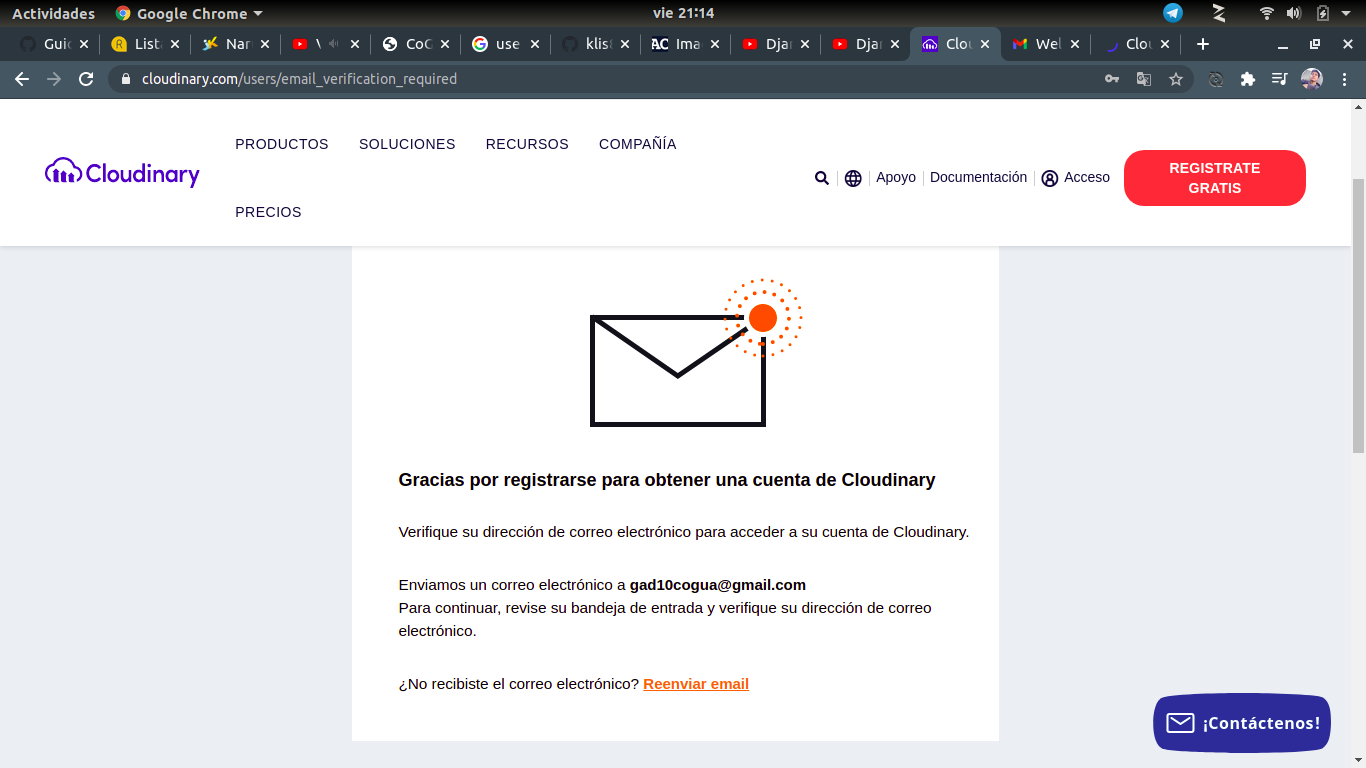 Actividades
Google Chrome
vie 21:14
Guic
List
Nar
V
CoC
use
klis
Ima
Djar
Djar
Clou
Wel
Clou
cloudinary.com/users/email_verification_required
PRODUCTOS SOLUCIONES RECURSOS COMPAÑÍA
Cloudinary
Apoyo Documentación Acceso
REGISTRATE
GRATIS
PRECIOS
Gracias por registrarse para obtener una cuenta de Cloudinary
Verifique su dirección de correo electrónico para acceder a su cuenta de Cloudinary.
Enviamos un correo electrónico a gad10cogua@gmail.com
Para continuar, revise su bandeja de entrada y verifique su dirección de correo
electrónico.
¿No recibiste el correo electrónico? Reenviar email
¡Contáctenos!